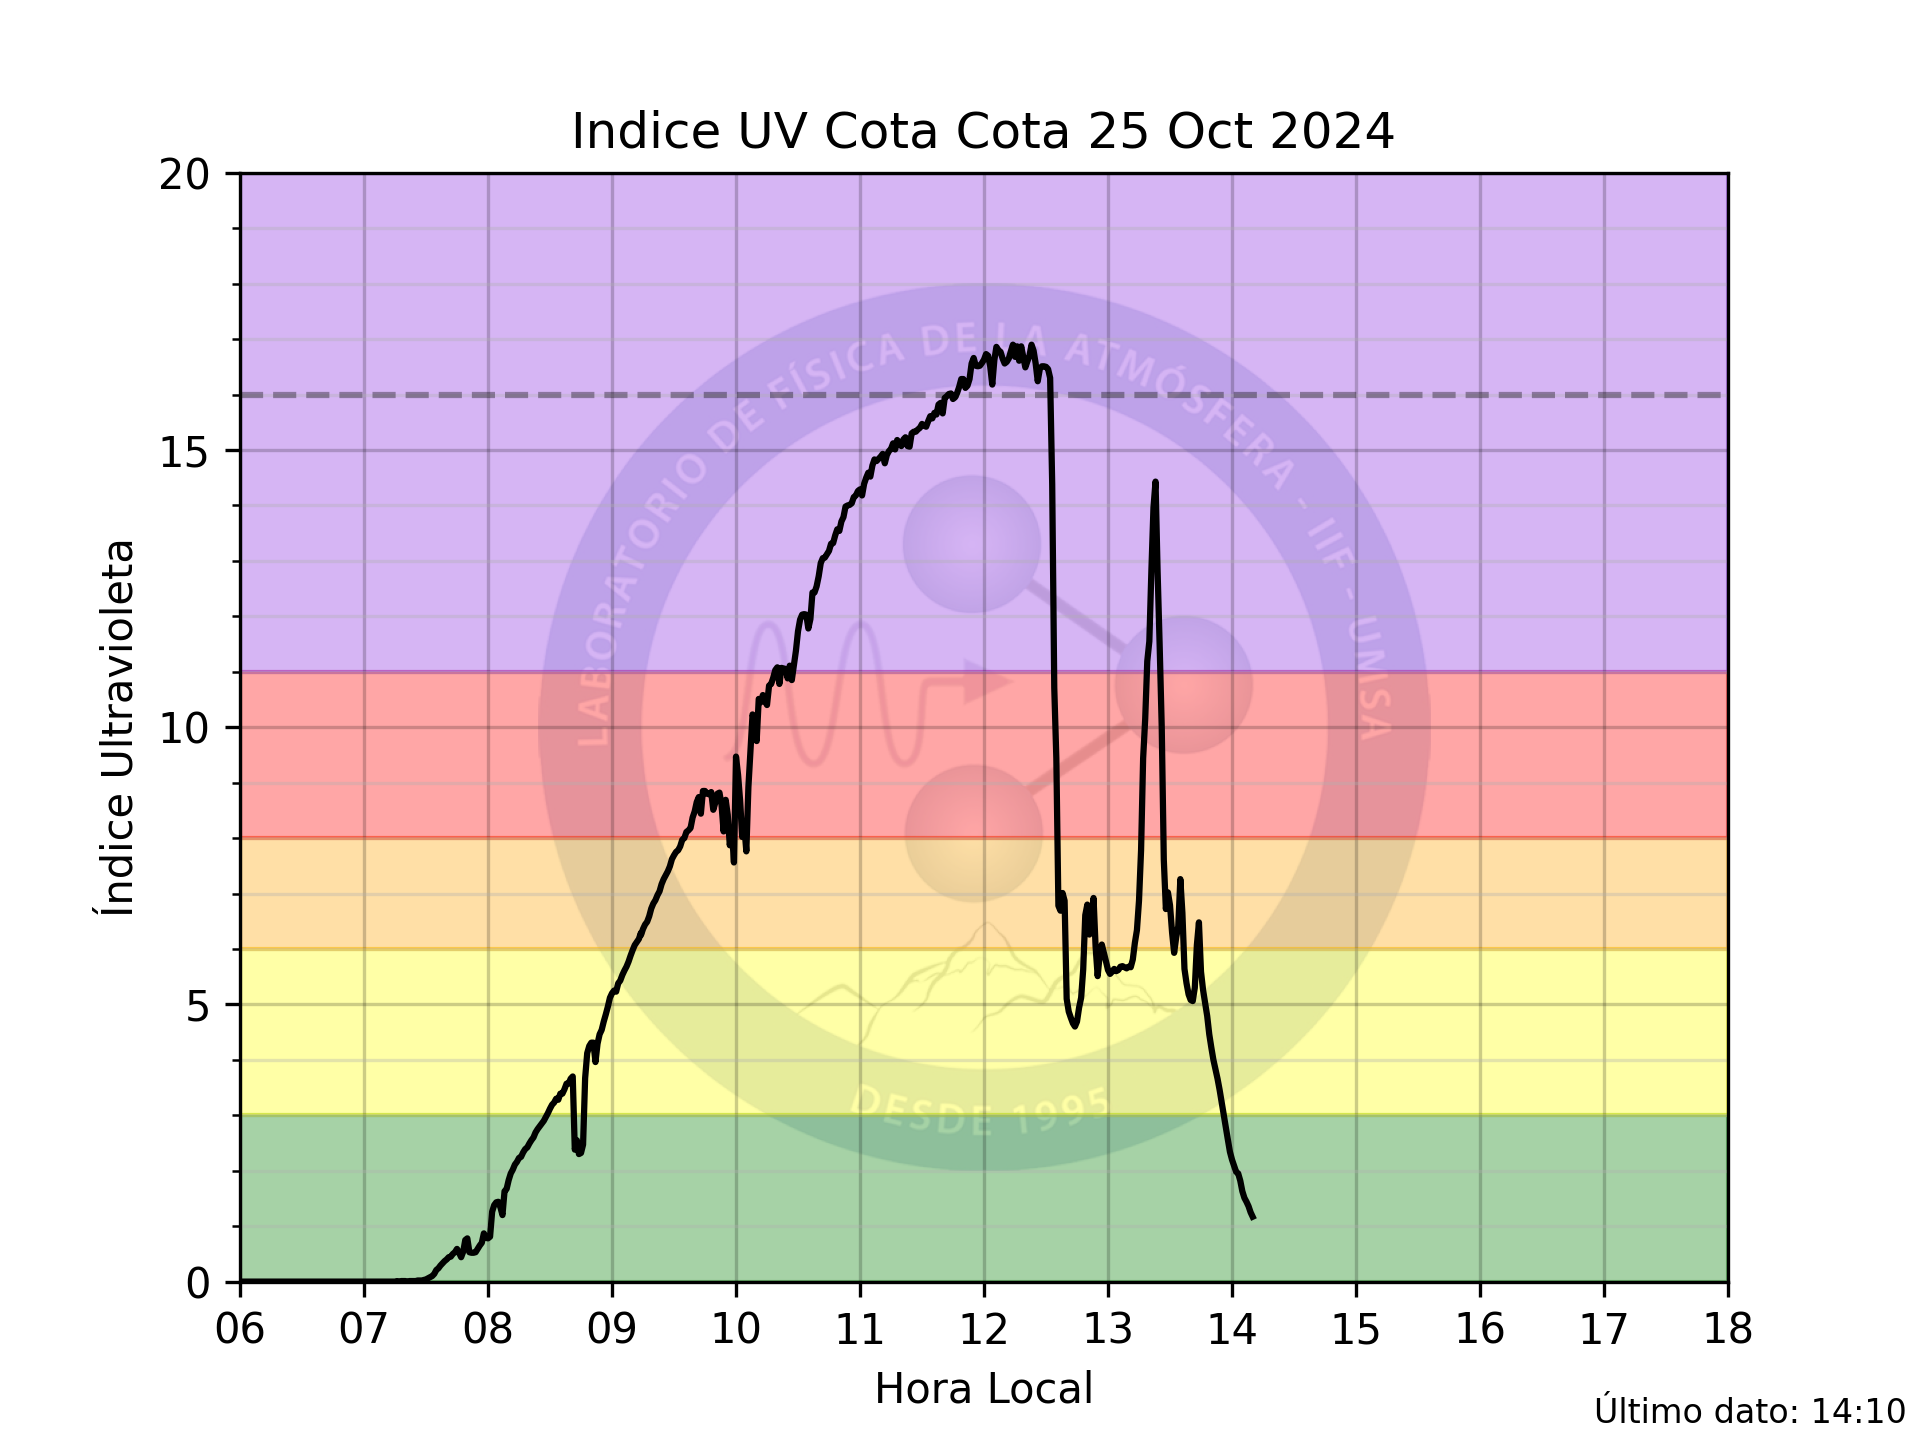 Indice UV Cota Cota 25 Oct 2024
20
15
10
5
0
Índice Ultravioleta
LABORATORIO DE FÍSICA DE LA ATMÓSFERA - IIF - UMSA
DESDE 1995
06 07 08 09 10 11 12 13 14 15 16 17 18
Hora Local
Último dato: 14:10